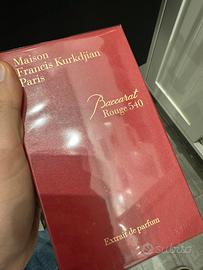 Maison
Francis Kurkdjian
Paris
Baccarat
Rouge 540
Extrait de parfum
subito